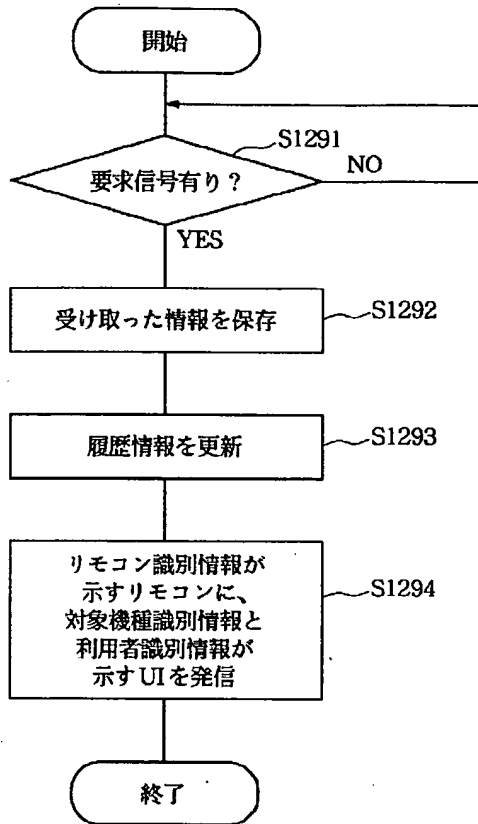 開始
S1291
要求信号有り？
NO
YES
受け取った情報を保存
S1292
履歴情報を更新
S1293
リモコン識別情報が
示すリモコンに、
対象機種識別情報と
利用者識別情報が
示すUIを発信
S1294
終了